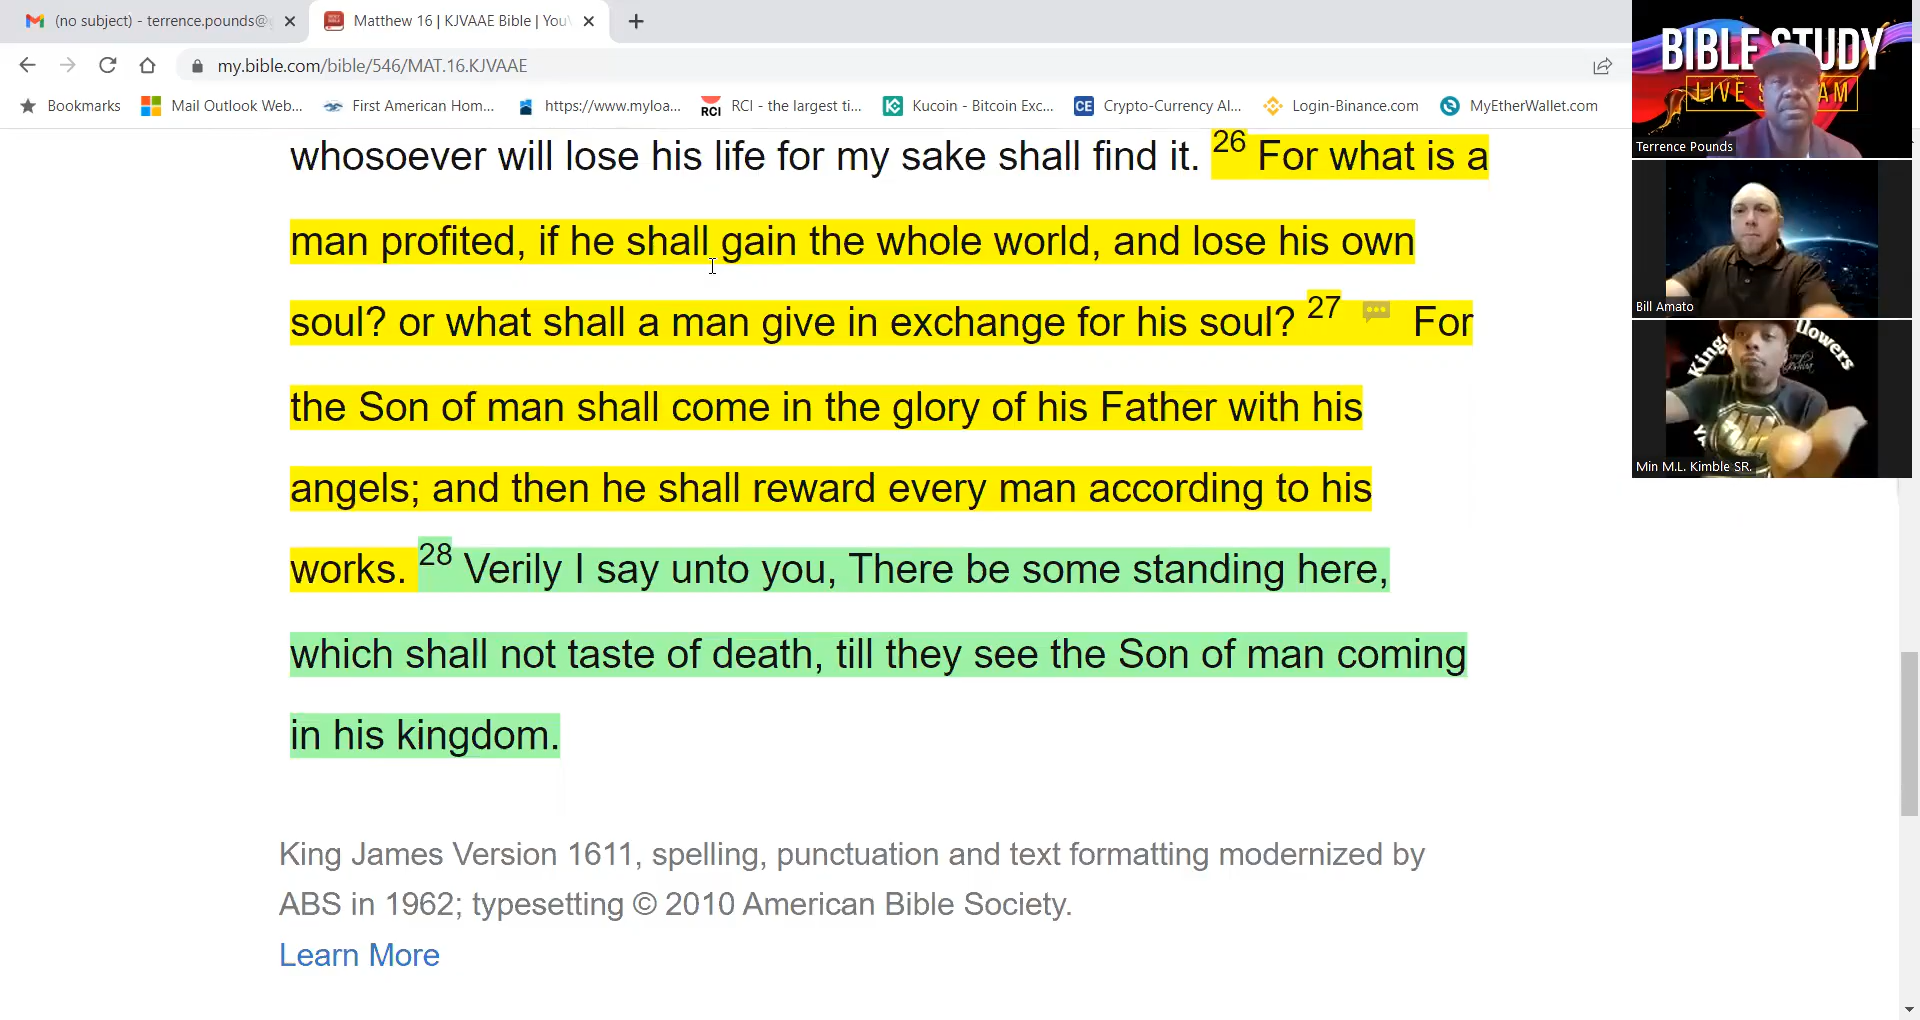 (no subject) - terrence.pounds@
Matthew 16 | KJVAAE Bible | YouV
my.bible.com/bible/546/MAT.16.KJVAAE
Bookmarks
Mail Outlook Web...
First American Hom...
https://www.myloa...
RCI
RCI - the largest ti...
Kucoin - Bitcoin Exc...
CE
Crypto-Currency Al...
Login-Binance.com
MyEtherWallet.com
whosoever will lose his life for my sake shall find it. 26 For what is a
man profited, if he shall gain the whole world, and lose his own
soul? or what shall a man give in exchange for his soul? 27 For
the Son of man shall come in the glory of his Father with his
angels; and then he shall reward every man according to his
works. 28 Verily I say unto you, There be some standing here,
which shall not taste of death, till they see the Son of man coming
in his kingdom.
King James Version 1611, spelling, punctuation and text formatting modernized by
ABS in 1962; typesetting © 2010 American Bible Society.
Learn More
BIBLE STUDY
LIVE S AM
Terrence Pounds
Bill Amato
Min M.L. Kimble SR.